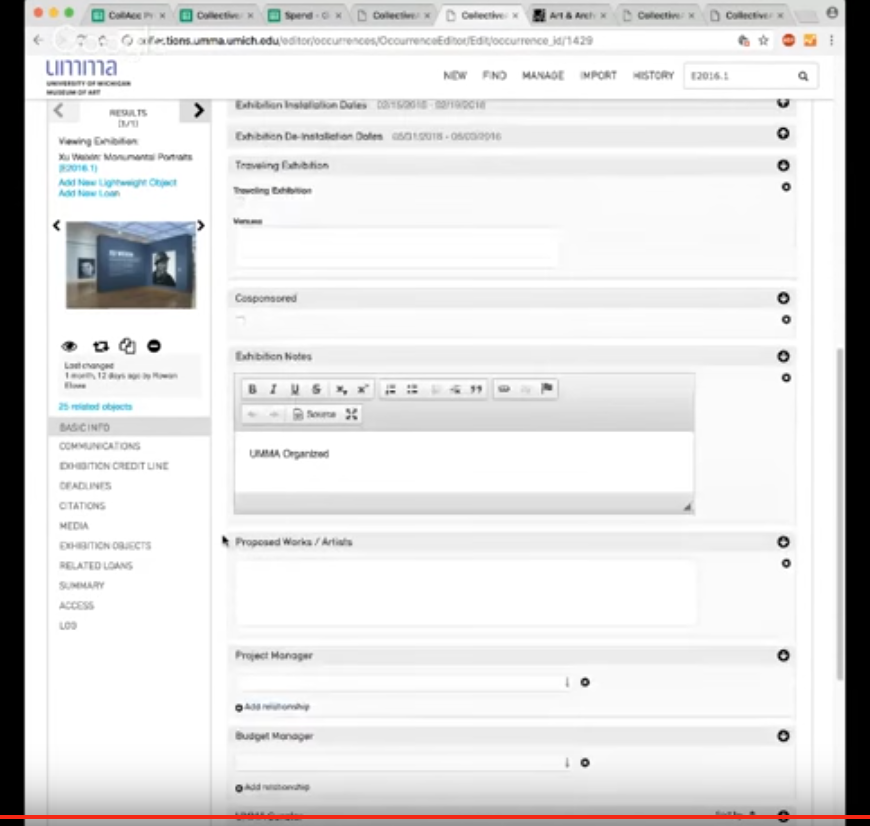 CollAcc Pr
Collective
Spend - G
Collective
Collective
Art & Arch
Collective
Collective
ctions.umma.umich.edu/editor/occurrences/OccurrenceEditor/Edit/occurrence_id/1429
umma
UNIVERSITY OF MICHIGAN
MUSEUM OF ART
NEW FIND MANAGE IMPORT HISTORY E2016.1
RESULTS
(1/1)
Viewing Exhibition:
Xu Weixin: Monumental Portraits
(E2016.1)
Add New Lightweight Object
Add New Loan
Last changed
1 month, 12 days ago by Rowan
25 related objects
BASIC INFO
COMMUNICATIONS
EXHIBITION CREDIT LINE
DEADLINES
CITATIONS
MEDIA
EXHIBITION OBJECTS
RELATED LOANS
SUMMARY
ACCESS
LOG
Exhibition Installation Dates 02/15/2016 - 02/19/2016
Exhibition De-Installation Dates 05/31/2016 - 06/03/2016
Traveling Exhibition
Traveling Exhibition
Venues
Cosponsored
Exhibition Notes
B I U S x, x
Source
UMMA Organized
Proposed Works / Artists
Project Manager
Add relationship
Budget Manager
Add relationship
UMMA Curator
Sort by